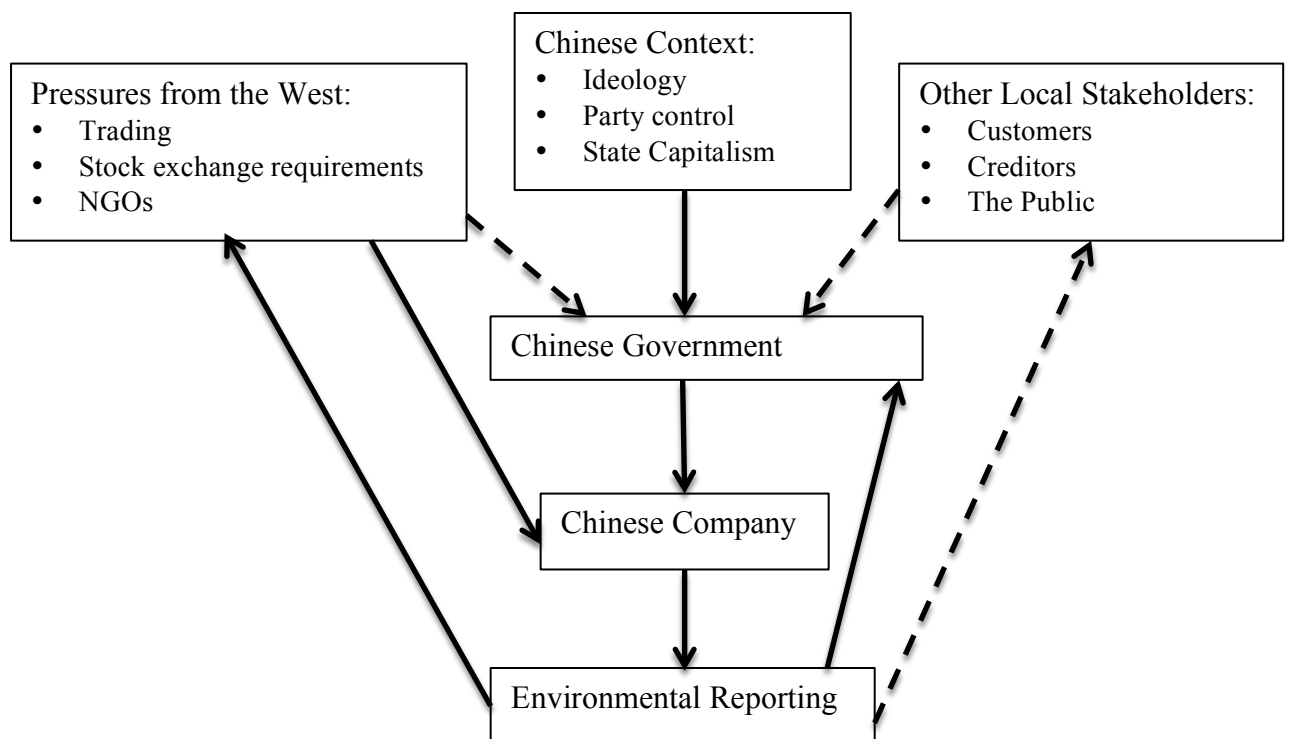 Chinese Context:
• Ideology
• Party control
• State Capitalism
Pressures from the West:
• Trading
• Stock exchange requirements
• NGOs
Other Local Stakeholders:
• Customers
• Creditors
• The Public
Chinese Government
Chinese Company
Environmental Reporting